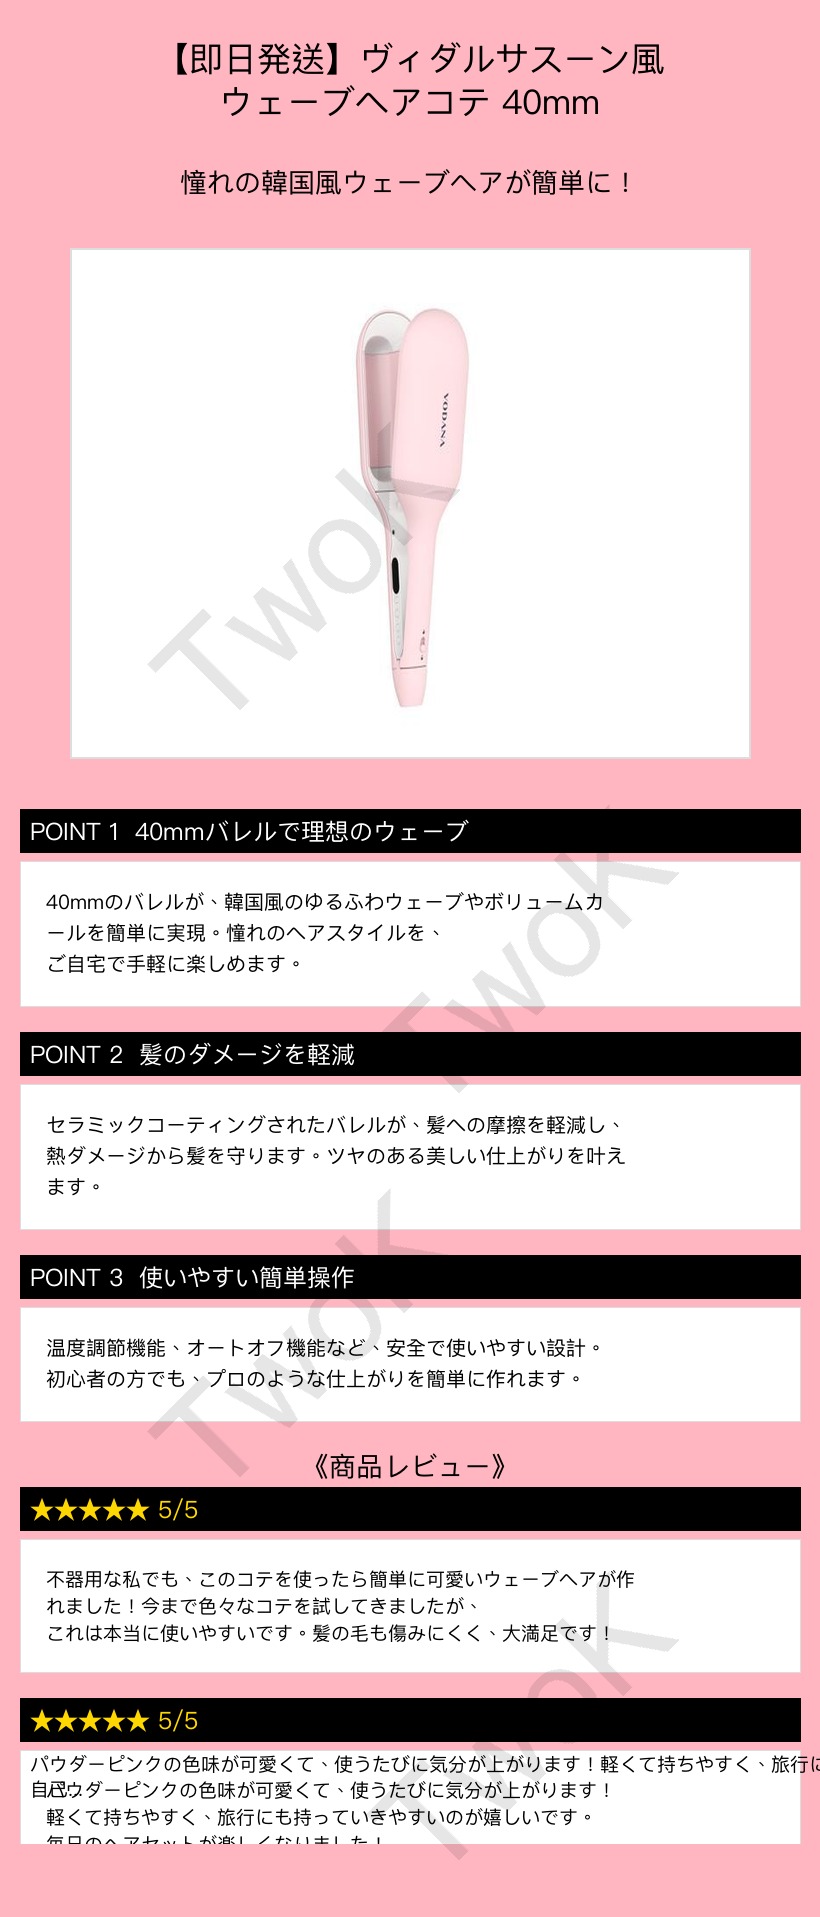 【即日発送】ヴィダルサスーン風
ウェーブヘアコテ 40mm
憧れの韓国風ウェーブヘアが簡単に！
VODANA
Twok
POINT 1 40mmバレルで理想のウェーブ
40mmのバレルが、韓国風のゆるふわウェーブやボリュームカ
ールを簡単に実現。憧れのヘアスタイルを、
ご自宅で手軽に楽しめます。
Twok
POINT 2 髪のダメージを軽減
セラミックコーティングされたバレルが、髪への摩擦を軽減し、
熱ダメージから髪を守ります。ツヤのある美しい仕上がりを叶え
ます。
POINT 3 使いやすい簡単操作
温度調節機能、オートオフ機能など、安全で使いやすい設計。
初心者の方でも、プロのような仕上がりを簡単に作れます。
Twok
《商品レビュー》
★★★★★ 5/5
不器用な私でも、このコテを使ったら簡単に可愛いウェーブヘアが作
れました！今まで色々なコテを試してきましたが、
これは本当に使いやすいです。髪の毛も傷みにくく、大満足です！
Twok
★★★★★ 5/5
パウダーピンクの色味が可愛くて、使うたびに気分が上がります！軽くて持ちやすく、旅行に
パウダーピンクの色味が可愛くて、使うたびに気分が上がります！
軽くて持ちやすく、旅行にも持っていきやすいのが嬉しいです。
毎日のヘアセットが楽しくなりました！